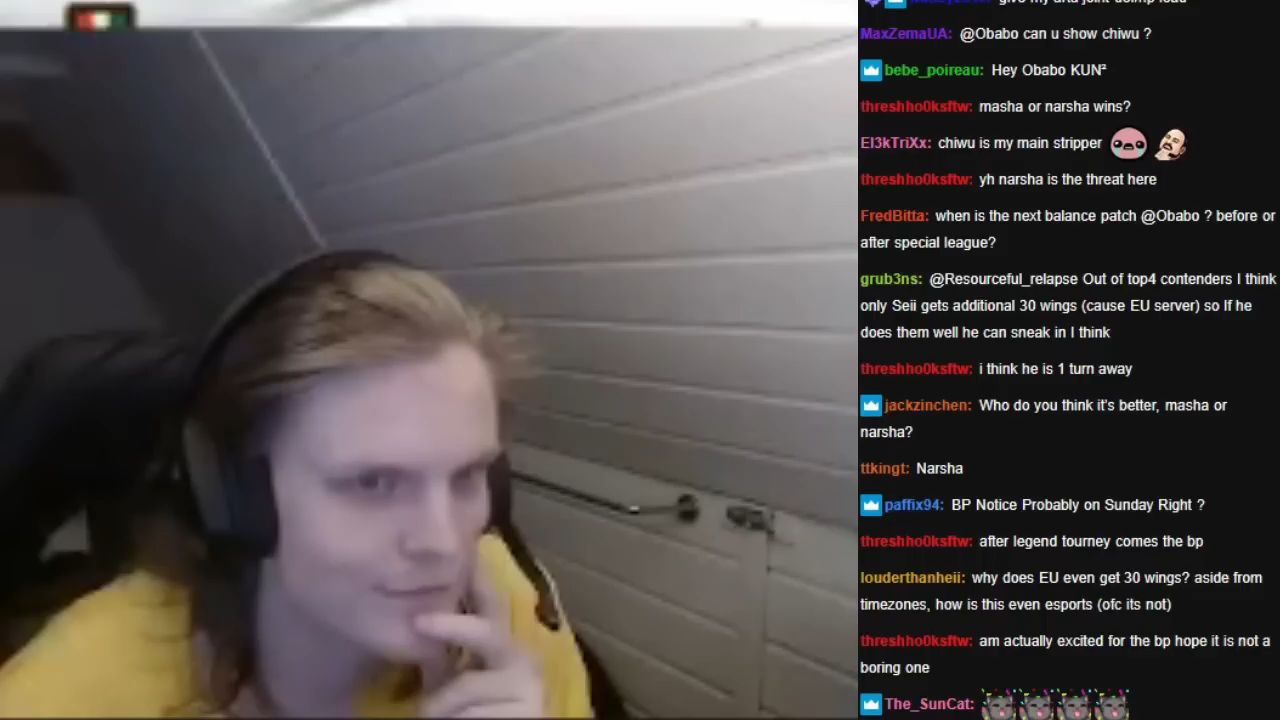 MaxZemaUA: @Obabo can u show chiwu ?
bebe_poireau: Hey Obabo KUN²
threshho0ksftw: masha or narsha wins?
El3kTriXx: chiwu is my main stripper
threshho0ksftw: yh narsha is the threat here
FredBitta: when is the next balance patch @Obabo ? before or
after special league?
grub3ns: @Resourceful_relapse Out of top4 contenders I think
only Seii gets additional 30 wings (cause EU server) so If he
does them well he can sneak in I think
threshho0ksftw: i think he is 1 turn away
jackzinchen: Who do you think it's better, masha or
narsha?
ttkingt: Narsha
paffix94: BP Notice Probably on Sunday Right ?
threshho0ksftw: after legend tourney comes the bp
louderthanheii: why does EU even get 30 wings? aside from
timezones, how is this even esports (ofc its not)
threshho0ksftw: am actually excited for the bp hope it is not a
boring one
The_SunCat: